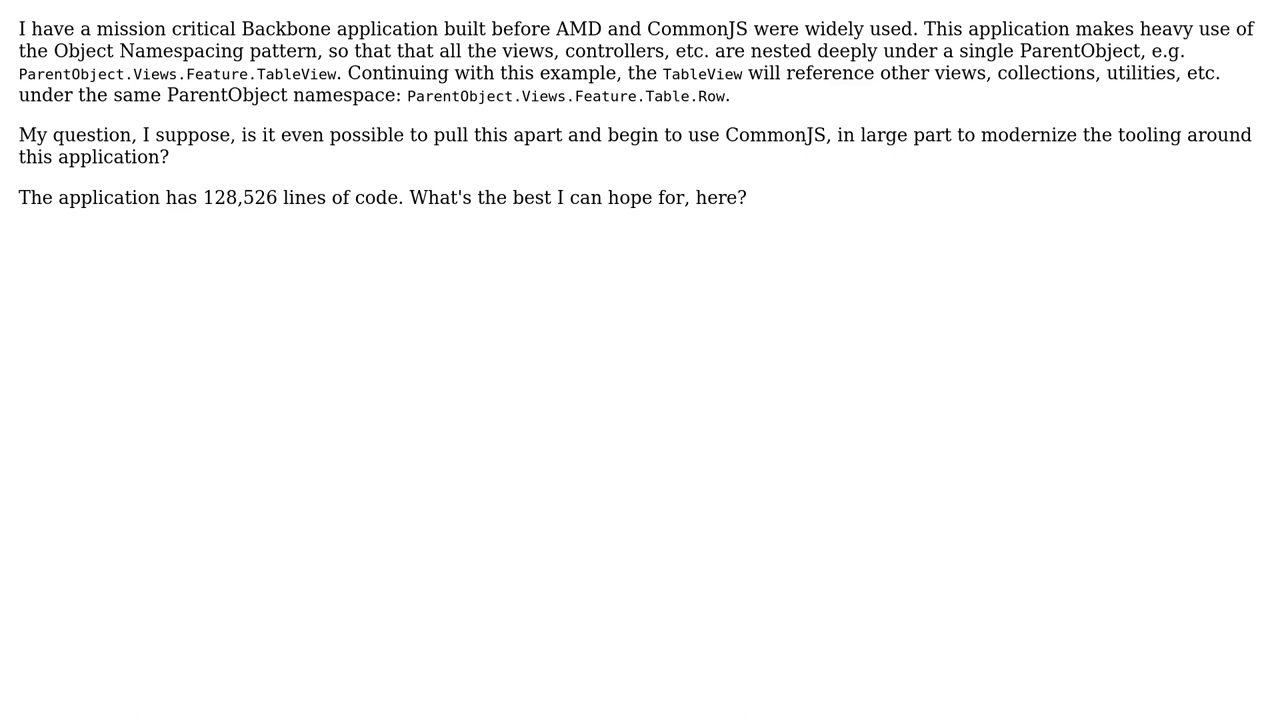 I have a mission critical Backbone application built before AMD and CommonJS were widely used. This application makes heavy use of
the Object Namespacing pattern, so that that all the views, controllers, etc. are nested deeply under a single ParentObject, e.g.
ParentObject.Views.Feature.TableView. Continuing with this example, the TableView will reference other views, collections, utilities, etc.
under the same ParentObject namespace: ParentObject.Views.Feature.Table.Row.
My question, I suppose, is it even possible to pull this apart and begin to use CommonJS, in large part to modernize the tooling around
this application?
The application has 128,526 lines of code. What's the best I can hope for, here?